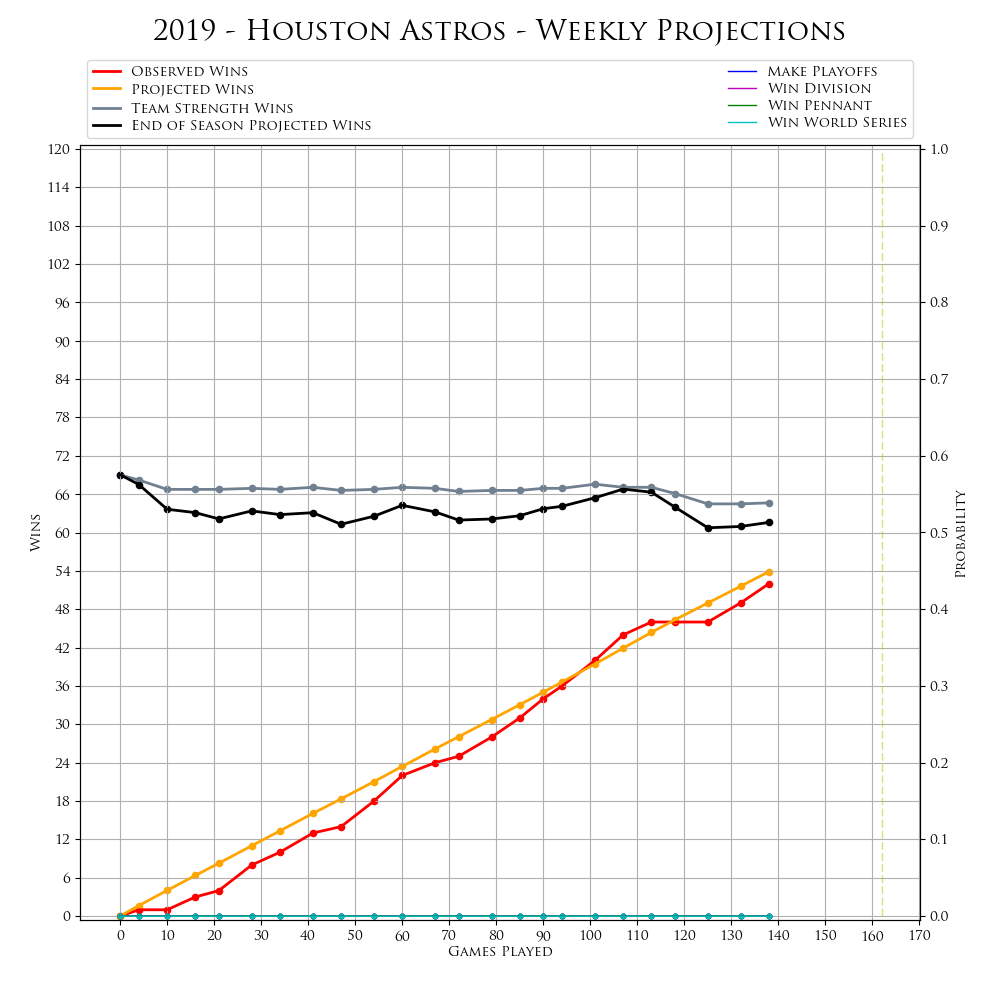 2019 - Houston Astros - Weekly Projections
Observed Wins
Projected Wins
Team Strength Wins
End of Season Projected Wins
Make Playoffs
Win Division
Win Pennant
Win World Series
120
114
108
102
96
90
84
78
72
66
60
54
48
42
36
30
24
18
12
6
0
Wins
1.0
0.9
0.8
0.7
0.6
0.5
0.4
0.3
0.2
0.1
0.0
Probability
0 10 20 30 40 50 60 70 80 90 100 110 120 130 140 150 160 170
Games Played